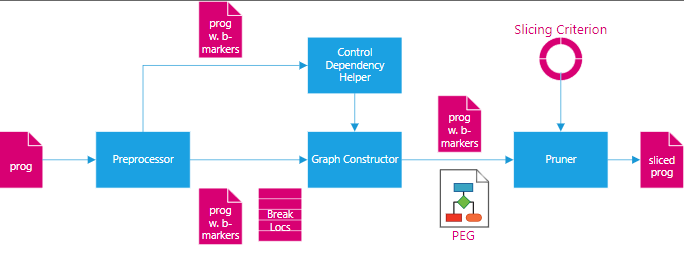 prog
w. b-
markers
Slicing Criterion
Control
Dependency
Helper
prog
w. b-
markers
prog
Preprocessor
Graph Constructor
Pruner
sliced
prog
prog
w. b-
markers
Break
Locs
PEG